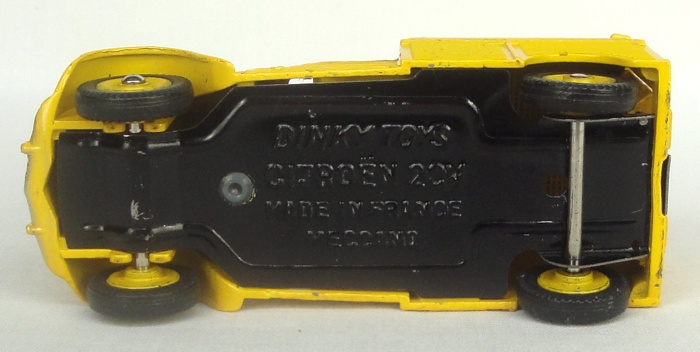 DINKY TOYS
CITROËN 2CV
MADE IN FRANCE
MECCANO